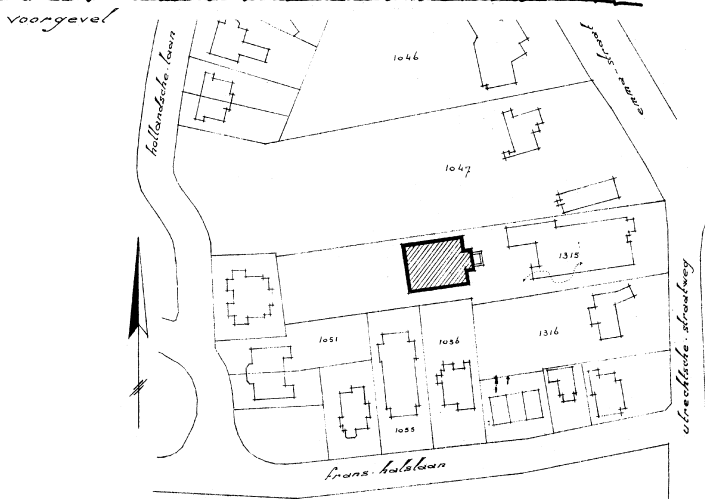 voorgevel
hollandsche-laan
1046
emma-straat
1047
1315
utrechtsche-straatweg
1051
1056
1316
1055
frans-halslaan